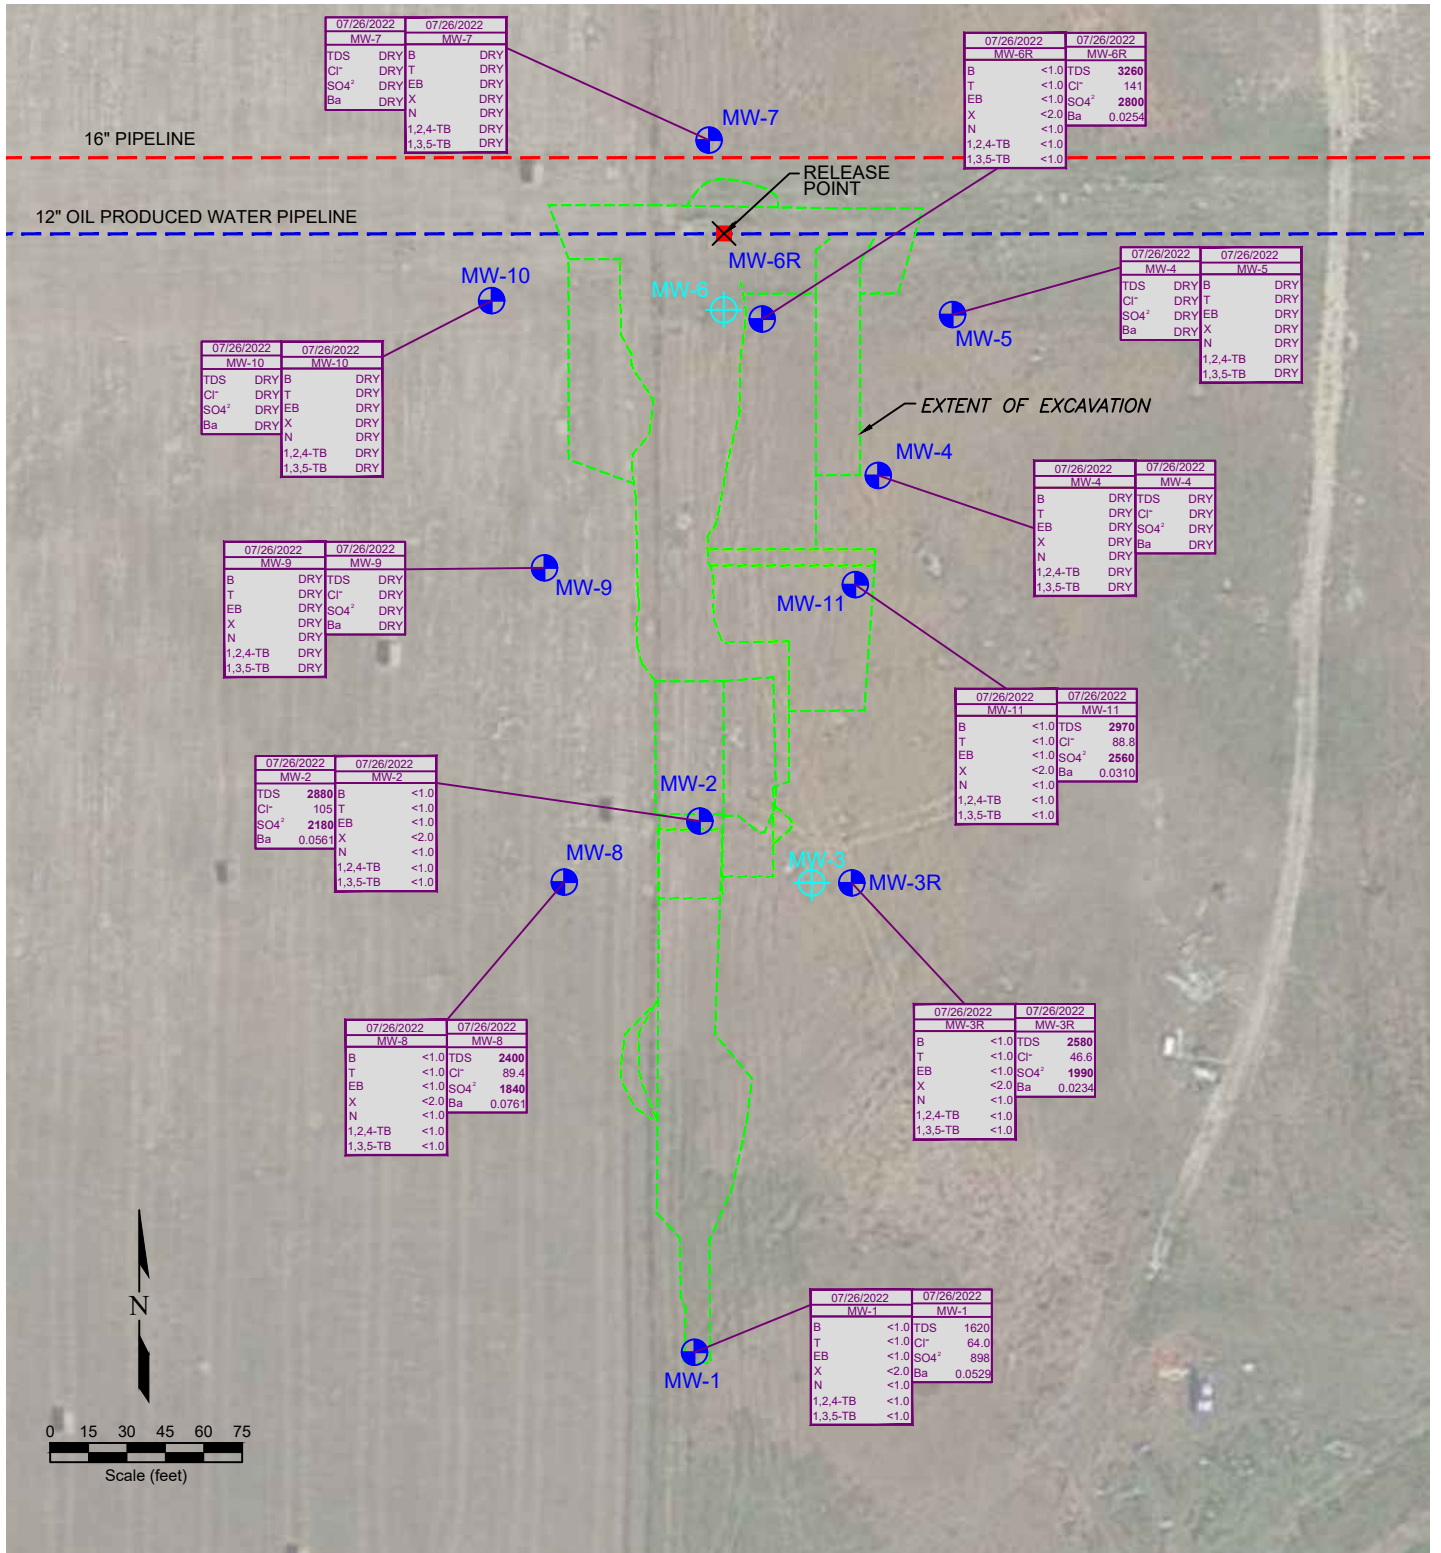 07/26/2022 07/26/2022
MW-7 MW-7
TDS DRY B DRY
Cl⁻ DRY T DRY
SO4² DRY EB DRY
Ba DRY X DRY
N DRY
1,2,4-TB DRY
1,3,5-TB DRY
07/26/2022 07/26/2022
MW-6R MW-6R
B <1.0 TDS 3260
T <1.0 Cl⁻ 141
EB <1.0 SO4² 2800
X <2.0 Ba 0.0254
N <1.0
1,2,4-TB <1.0
1,3,5-TB <1.0
MW-7
16" PIPELINE
RELEASE
POINT
12" OIL PRODUCED WATER PIPELINE
MW-6R
MW-10
MW-6
MW-5
07/26/2022 07/26/2022
MW-4 MW-5
TDS DRY B DRY
Cl⁻ DRY T DRY
SO4² DRY EB DRY
Ba DRY X DRY
N DRY
1,2,4-TB DRY
1,3,5-TB DRY
07/26/2022 07/26/2022
MW-10 MW-10
TDS DRY B DRY
Cl⁻ DRY T DRY
SO4² DRY EB DRY
Ba DRY X DRY
N DRY
1,2,4-TB DRY
1,3,5-TB DRY
EXTENT OF EXCAVATION
MW-4
07/26/2022 07/26/2022
MW-4 MW-4
B DRY TDS DRY
T DRY Cl⁻ DRY
EB DRY SO4² DRY
X DRY Ba DRY
N DRY
1,2,4-TB DRY
1,3,5-TB DRY
07/26/2022 07/26/2022
MW-9 MW-9
B DRY TDS DRY
T DRY Cl⁻ DRY
EB DRY SO4² DRY
X DRY Ba DRY
N DRY
1,2,4-TB DRY
1,3,5-TB DRY
MW-9
MW-11
07/26/2022 07/26/2022
MW-11 MW-11
B <1.0 TDS 2970
T <1.0 Cl⁻ 88.8
EB <1.0 SO4² 2560
X <2.0 Ba 0.0310
N <1.0
1,2,4-TB <1.0
1,3,5-TB <1.0
07/26/2022 07/26/2022
MW-2 MW-2
TDS 2880 B <1.0
Cl⁻ 105 T <1.0
SO4² 2180 EB <1.0
Ba 0.0561 X <2.0
N <1.0
1,2,4-TB <1.0
1,3,5-TB <1.0
MW-2
MW-8
MW-3
MW-3R
07/26/2022 07/26/2022
MW-8 MW-8
B <1.0 TDS 2400
T <1.0 Cl⁻ 89.4
EB <1.0 SO4² 1840
X <2.0 Ba 0.0761
N <1.0
1,2,4-TB <1.0
1,3,5-TB <1.0
07/26/2022 07/26/2022
MW-3R MW-3R
B <1.0 TDS 2580
T <1.0 Cl⁻ 46.6
EB <1.0 SO4² 1990
X <2.0 Ba 0.0234
N <1.0
1,2,4-TB <1.0
1,3,5-TB <1.0
N
MW-1
07/26/2022 07/26/2022
MW-1 MW-1
B <1.0 TDS 1620
T <1.0 Cl⁻ 64.0
EB <1.0 SO4² 898
X <2.0 Ba 0.0529
N <1.0
1,2,4-TB <1.0
1,3,5-TB <1.0
0 15 30 45 60 75
Scale (feet)